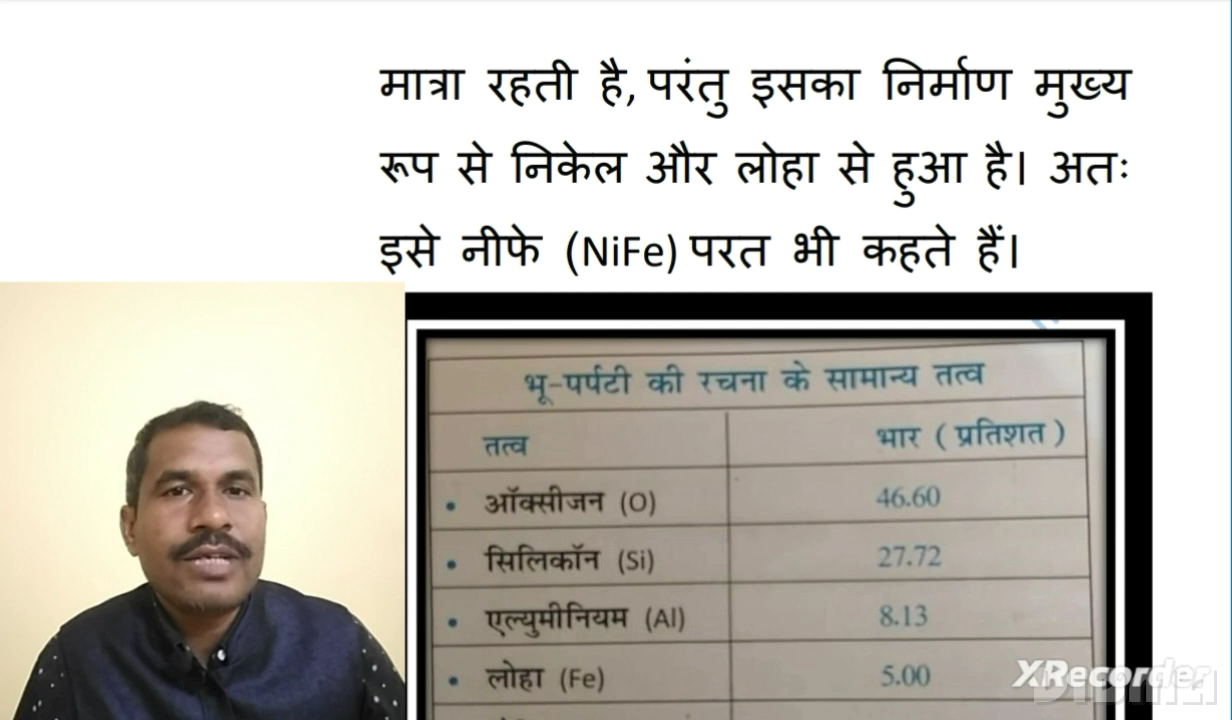 मात्रा रहती है, परंतु इसका निर्माण मुख्य
रूप से निकेल और लोहा से हुआ है। अतः
इसे नीफे (NiFe) परत भी कहते हैं।
भू-पर्पटी की रचना के सामान्य तत्व
तत्व भार (प्रतिशत)
• ऑक्सीजन (O) 46.60
• सिलिकॉन (Si) 27.72
• एल्युमीनियम (Al) 8.13
• लोहा (Fe) 5.00
XRecorder